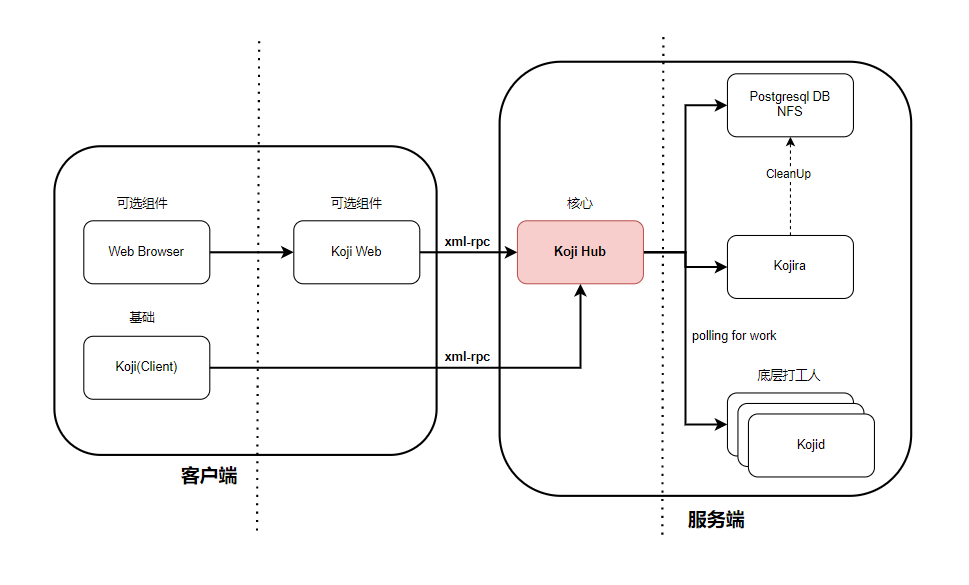 可选组件
Web Browser
可选组件
Koji Web
基础
Koji(Client)
客户端
xml-rpc
xml-rpc
核心
Koji Hub
Postgresql DB
NFS
CleanUp
Kojira
polling for work
底层打工人
Kojid
服务端